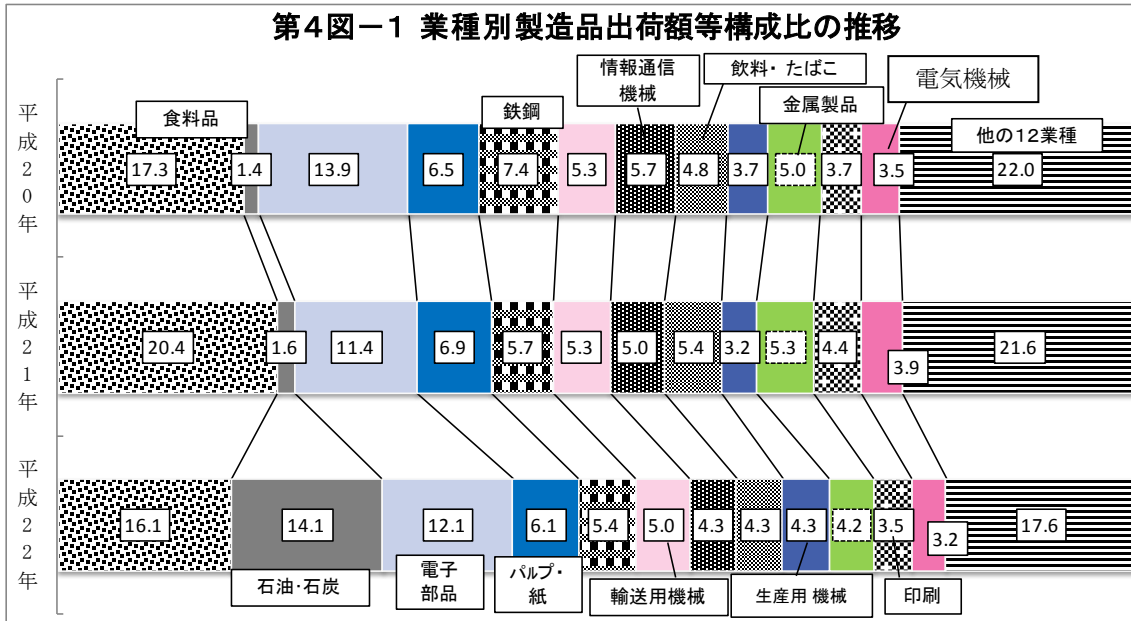 第4図ー1 業種別製造品出荷額等構成比の推移
情報通信
機械
飲料・ たばこ
電気機械
食料品
鉄鋼
金属製品
他の12業種
平成20年
17.3
1.4
13.9
6.5
7.4
5.3
5.7
4.8
3.7
5.0
3.7
3.5
22.0
平成21年
20.4
1.6
11.4
6.9
5.7
5.3
5.0
5.4
3.2
5.3
4.4
3.9
21.6
平成22年
16.1
14.1
12.1
6.1
5.4
5.0
4.3
4.3
4.3
4.2
3.5
3.2
17.6
石油・石炭
電子
部品
パルプ・
紙
輸送用機械
生産用 機械
印刷